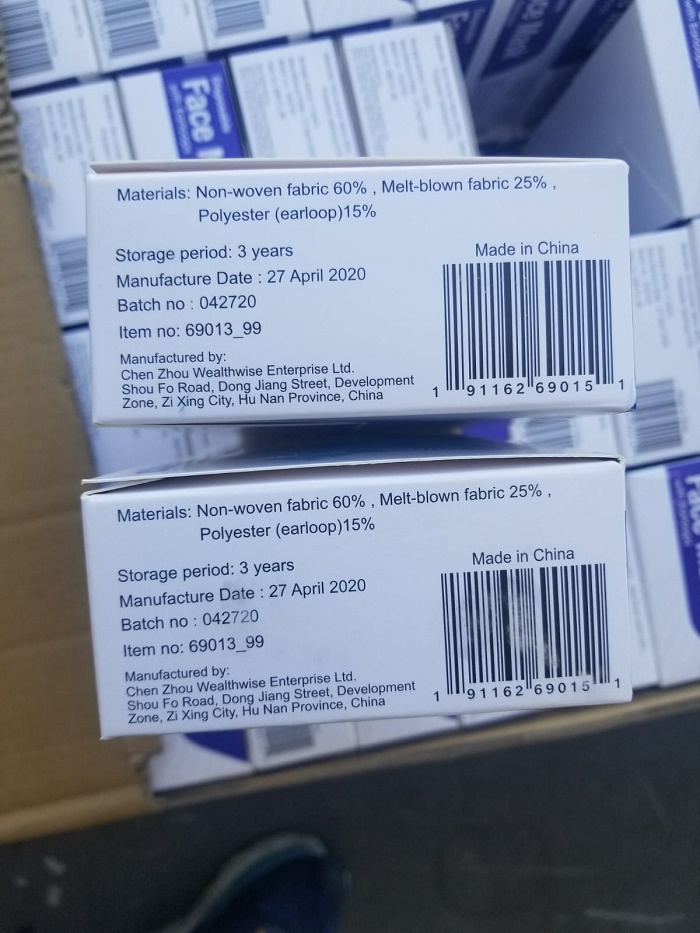 Disposable
Face M
Face Mask
Materials: Non-woven fabric 60% , Melt-blown fabric 25% ,
Polyester (earloop)15%
Storage period: 3 years
Manufacture Date : 27 April 2020
Batch no : 042720
Item no: 69013_99
Manufactured by:
Chen Zhou Wealthwise Enterprise Ltd.
Shou Fo Road, Dong Jiang Street, Development
Zone, Zi Xing City, Hu Nan Province, China
Made in China
1 91162 69015 1
Materials: Non-woven fabric 60% , Melt-blown fabric 25% ,
Polyester (earloop)15%
Storage period: 3 years
Manufacture Date : 27 April 2020
Batch no : 042720
Item no: 69013_99
Manufactured by:
Chen Zhou Wealthwise Enterprise Ltd.
Shou Fo Road, Dong Jiang Street, Development
Zone, Zi Xing City, Hu Nan Province, China
Made in China
1 91162 69015 1